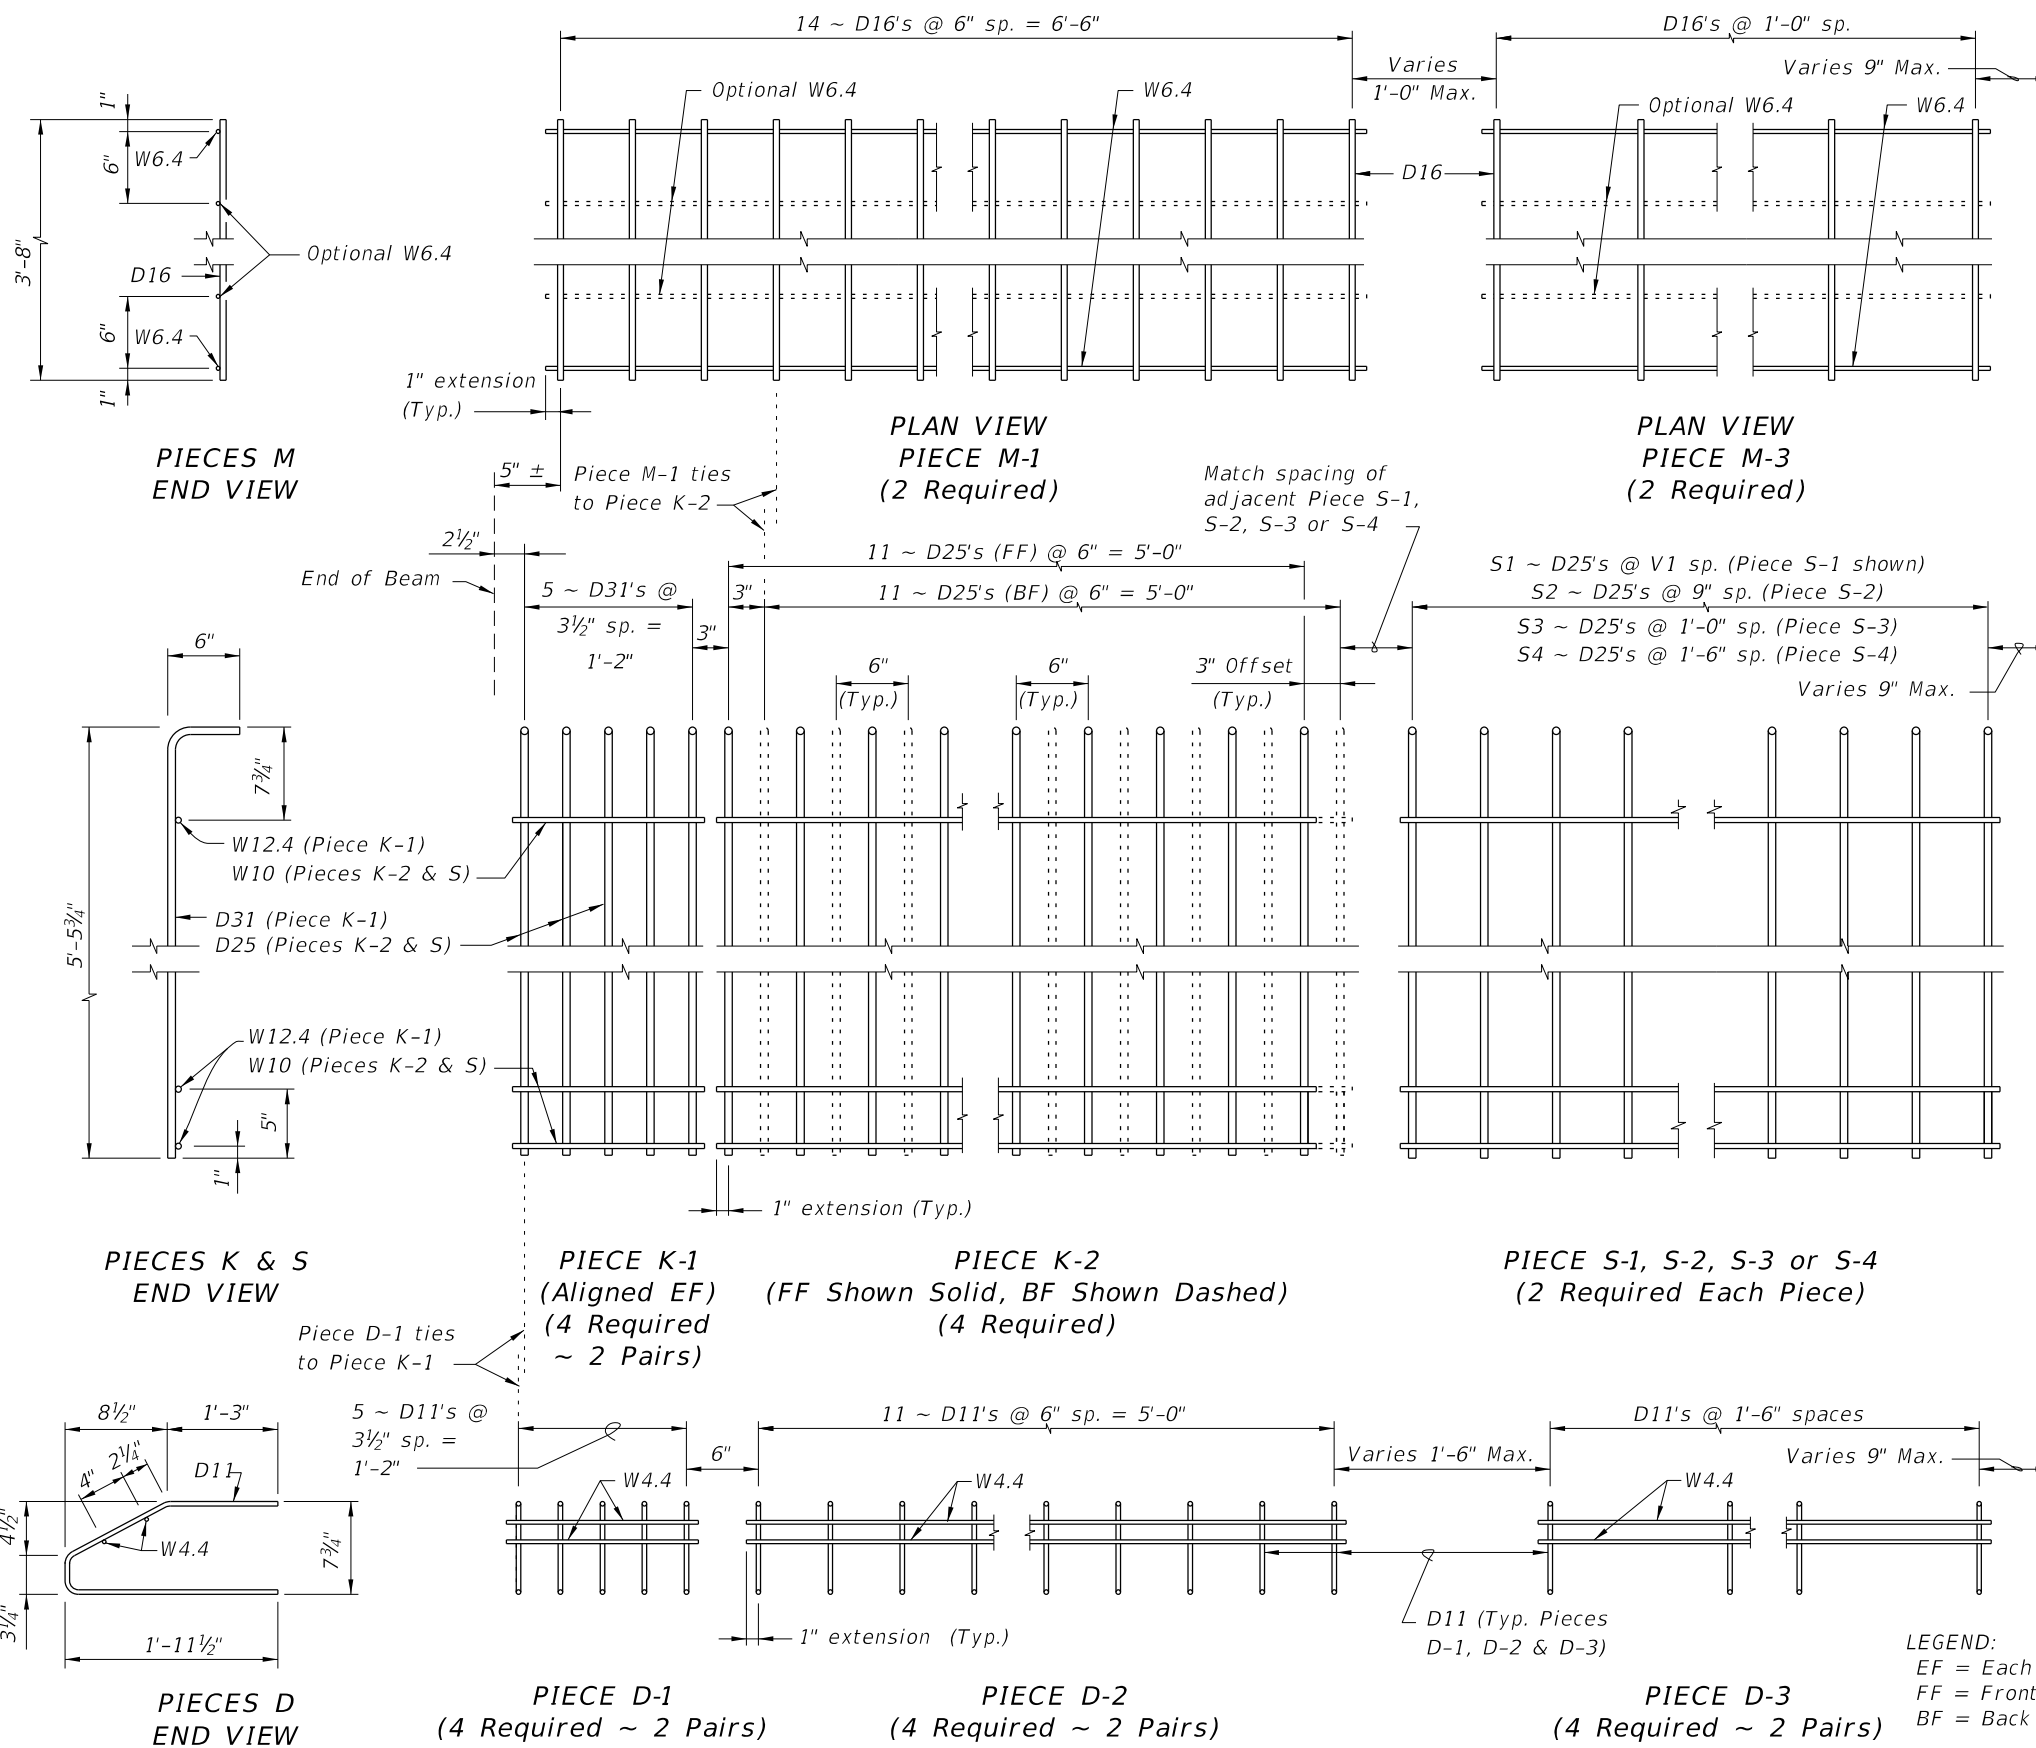 14 ~ D16's @ 6" sp. = 6'-6"
D16's @ 1'-0" sp.
Varies
1'-0" Max.
Varies 9" Max.
Optional W6.4
W6.4
Optional W6.4
W6.4
1"
6"
W6.4
3'-8"
D16
Optional W6.4
D16
6"
W6.4
1"
1" extension
(Typ.)
PIECES M
END VIEW
PLAN VIEW
PIECE M-1
(2 Required)
PLAN VIEW
PIECE M-3
(2 Required)
5" ±
Piece M-1 ties
to Piece K-2
Match spacing of
adjacent Piece S-1,
S-2, S-3 or S-4
2½"
End of Beam
11 ~ D25's (FF) @ 6" = 5'-0"
5 ~ D31's @
3½" sp. =
1'-2"
3"
11 ~ D25's (BF) @ 6" = 5'-0"
3"
S1 ~ D25's @ V1 sp. (Piece S-1 shown)
S2 ~ D25's @ 9" sp. (Piece S-2)
S3 ~ D25's @ 1'-0" sp. (Piece S-3)
S4 ~ D25's @ 1'-6" sp. (Piece S-4)
Varies 9" Max.
6"
(Typ.)
6"
(Typ.)
3" Offset
(Typ.)
6"
7¾"
W12.4 (Piece K-1)
W10 (Pieces K-2 & S)
5'-5¾"
D31 (Piece K-1)
D25 (Pieces K-2 & S)
W12.4 (Piece K-1)
W10 (Pieces K-2 & S)
5"
1"
1" extension (Typ.)
PIECES K & S
END VIEW
PIECE K-1
(Aligned EF)
(4 Required
~ 2 Pairs)
PIECE K-2
(FF Shown Solid, BF Shown Dashed)
(4 Required)
PIECE S-1, S-2, S-3 or S-4
(2 Required Each Piece)
Piece D-1 ties
to Piece K-1
8½"
1'-3"
5 ~ D11's @
3½" sp. =
1'-2"
11 ~ D11's @ 6" sp. = 5'-0"
D11's @ 1'-6" spaces
6"
Varies 1'-6" Max.
Varies 9" Max.
4"
2¼"
D11
W4.4
W4.4
W4.4
W4.4
4½"
7¾"
3¼"
1'-11½"
1" extension (Typ.)
D11 (Typ. Pieces
D-1, D-2 & D-3)
PIECES D
END VIEW
PIECE D-1
(4 Required ~ 2 Pairs)
PIECE D-2
(4 Required ~ 2 Pairs)
PIECE D-3
(4 Required ~ 2 Pairs)
LEGEND:
EF = Each
FF = Front
BF = Back